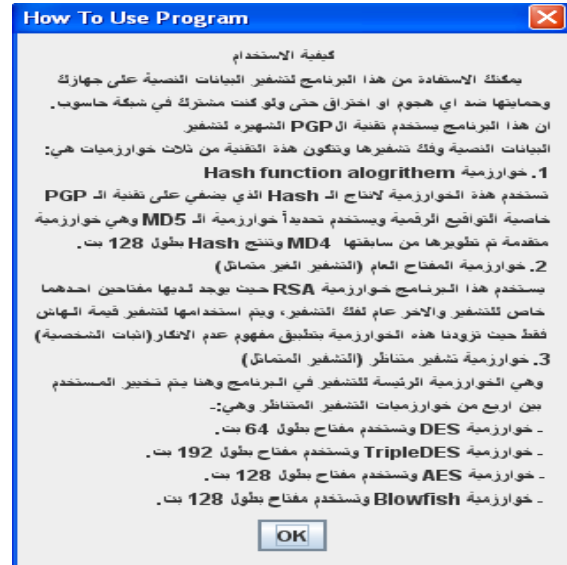 How To Use Program
كيفية الاستخدام
يمكنك الاستفادة من هذا البرنامج لتشفير البيانات النصية على جهازك
وحمايتها ضد اي هجوم او اختراق حتى ولو كنت مشترك في شبكة حاسوب.
ان هذا البرنامج يستخدم تقنية الPGP الشهيره لتشفير
البيانات النصية وفك تشفيرها وتتكون هذة التقنية من ثلاث خوارزميات هي:
1. خوارزمية Hash function alogrithem
تستخدم هذة الخوارزمية لانتاج الـ Hash الذي يضفي على تقنية الـ PGP
خاصية التواقيع الرقمية ويستخدم تحديداً خوارزمية الـ MD5 وهي خوارزمية
متقدمة تم تطويرها من سابقتها MD4 وتنتج Hash بطول 128 بت.
2. خوارزمية المفتاح العام (التشفير الغير متماثل)
يستخدم هذا البرنامج خوارزمية RSA حيث يوجد لديها مفتاحين احدهما
خاص للتشفير والاخر عام لفك التشفير، ويتم استخدامها لتشفير قيمة الهاش
فقط حيث تزودنا هذه الخوارزمية بتطبيق مفهوم عدم الانكار(اثبات الشخصية)
3. خوارزمية تشفير متناظر (التشفير المتماثل)
وهي الخوارزمية الرئيسة للتشفير في البرنامج وهنا يتم تخيير المستخدم
بين اربع من خوارزميات التشفير المتناظر وهي:-
- خوارزمية DES وتستخدم مفتاح بطول 64 بت.
- خوارزمية TripleDES وتستخدم مفتاح بطول 192 بت.
- خوارزمية AES وتستخدم مفتاح بطول 128 بت.
- خوارزمية Blowfish وتستخدم مفتاح بطول 128 بت.
OK